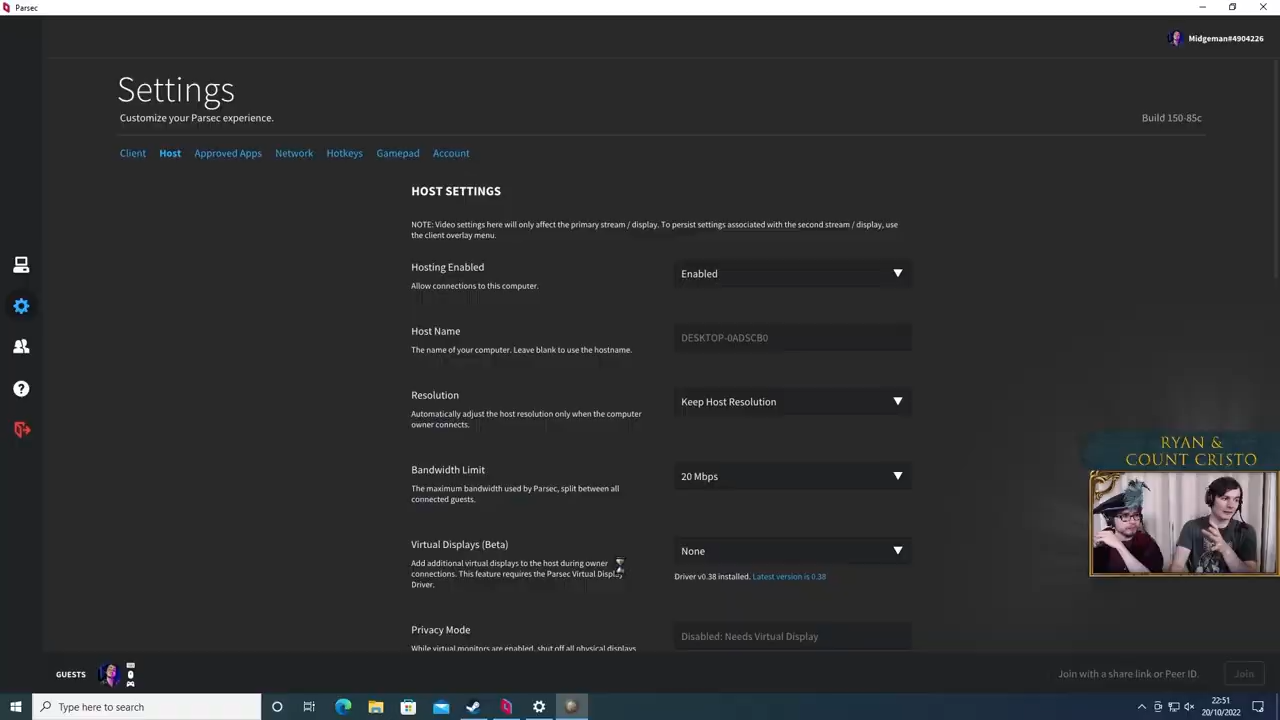 Parsec
Midgeman#4904226
Settings
Customize your Parsec experience.
Build 150-85c
Client Host Approved Apps Network Hotkeys Gamepad Account
HOST SETTINGS
NOTE: Video settings here will only affect the primary stream / display. To persist settings associated with the second stream / display, use
the client overlay menu.
Hosting Enabled
Allow connections to this computer.
Enabled
Host Name
The name of your computer. Leave blank to use the hostname.
DESKTOP-0ADSCB0
Resolution
Automatically adjust the host resolution only when the computer
owner connects.
Keep Host Resolution
Bandwidth Limit
The maximum bandwidth used by Parsec, split between all
connected guests.
20 Mbps
RYAN &
COUNT CRISTO
Virtual Displays (Beta)
Add additional virtual displays to the host during owner
connections. This feature requires the Parsec Virtual Display
Driver.
None
Driver v0.38 installed. Latest version is 0.38
Privacy Mode
While virtual monitors are enabled, shut off all physical displays
Disabled: Needs Virtual Display
GUESTS
Join with a share link or Peer ID.
Join
Type here to search
22:51
20/10/2022